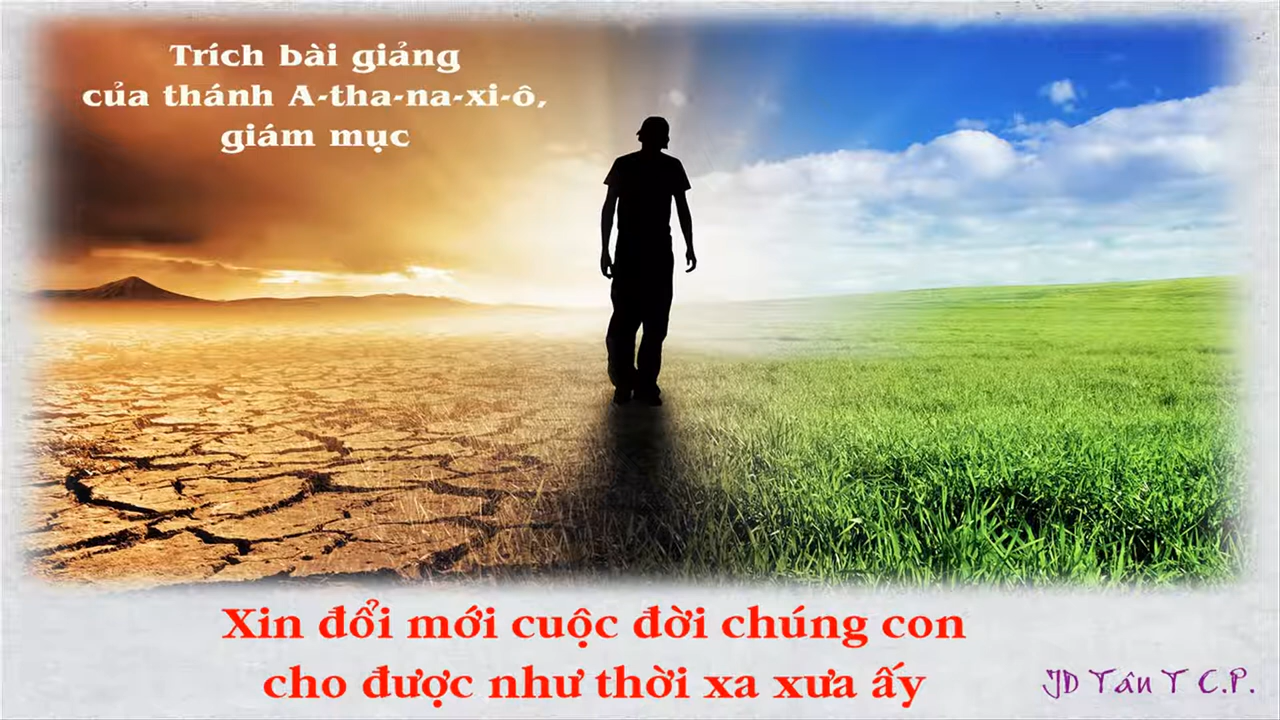 Trích bài giảng
của thánh A-tha-na-xi-ô,
giám mục
Xin đổi mới cuộc đời chúng con
cho được như thời xa xưa ấy
JD Tân T C.P.